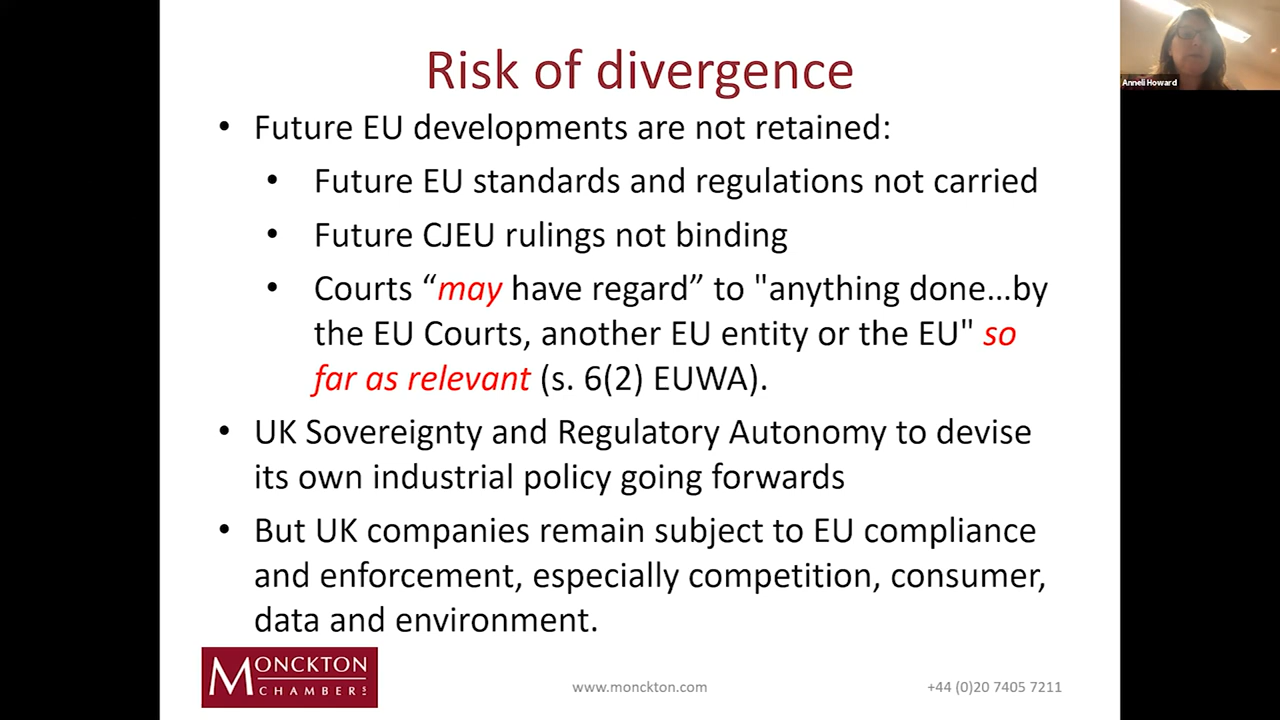 Risk of divergence
Anneli Howard
• Future EU developments are not retained:
• Future EU standards and regulations not carried
• Future CJEU rulings not binding
• Courts “may have regard” to "anything done...by
the EU Courts, another EU entity or the EU" so
far as relevant (s. 6(2) EUWA).
• UK Sovereignty and Regulatory Autonomy to devise
its own industrial policy going forwards
• But UK companies remain subject to EU compliance
and enforcement, especially competition, consumer,
data and environment.
MONCKTON
CHAMBERS
www.monckton.com
+44 (0)20 7405 7211